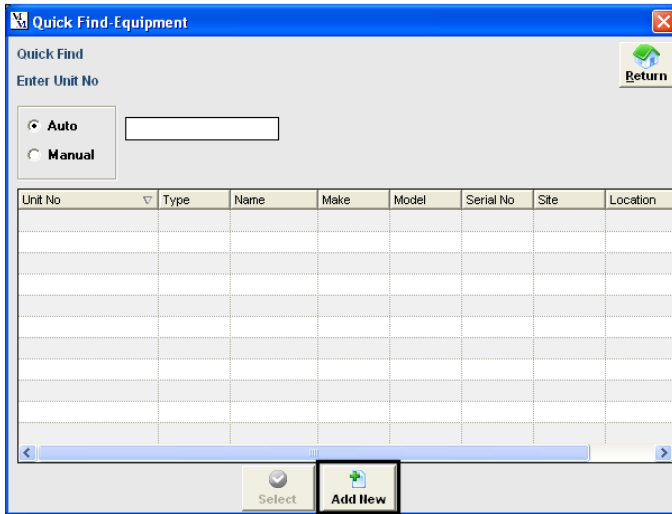 Quick Find-Equipment
Quick Find
Enter Unit No
Return
Auto
Manual
Unit No Type Name Make Model Serial No Site Location
Select Add New